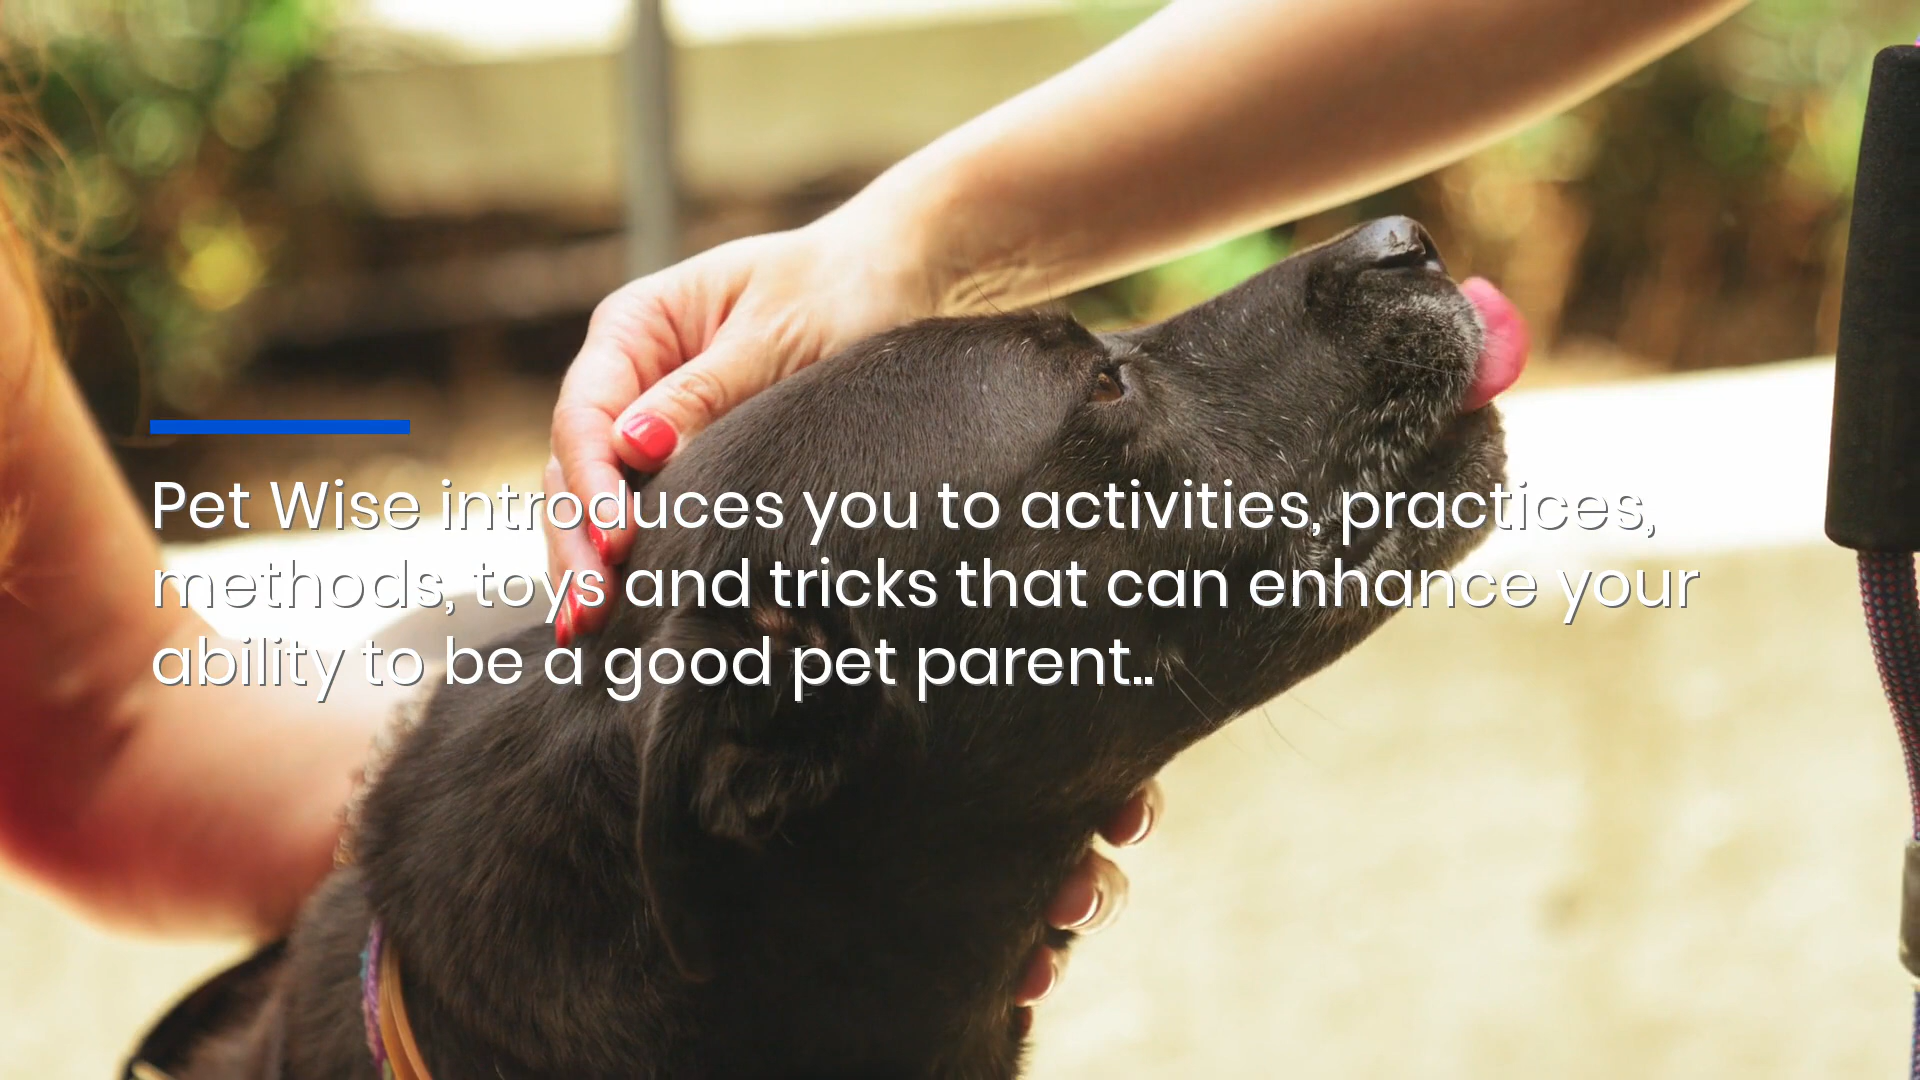 Pet Wise introduces you to activities, practices,
methods, toys and tricks that can enhance your
ability to be a good pet parent..